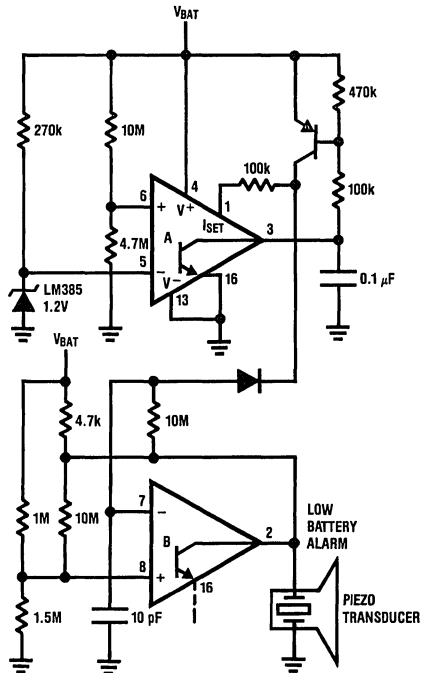 VBAT
270k
10M
470k
100k
100k
4
1
6
+
V+
ISET
3
4.7M
A
5
−
V−
16
13
LM385
1.2V
0.1 μF
VBAT
4.7k
10M
1M
10M
7
−
B
2
8
+
16
LOW
BATTERY
ALARM
1.5M
10 pF
PIEZO
TRANSDUCER